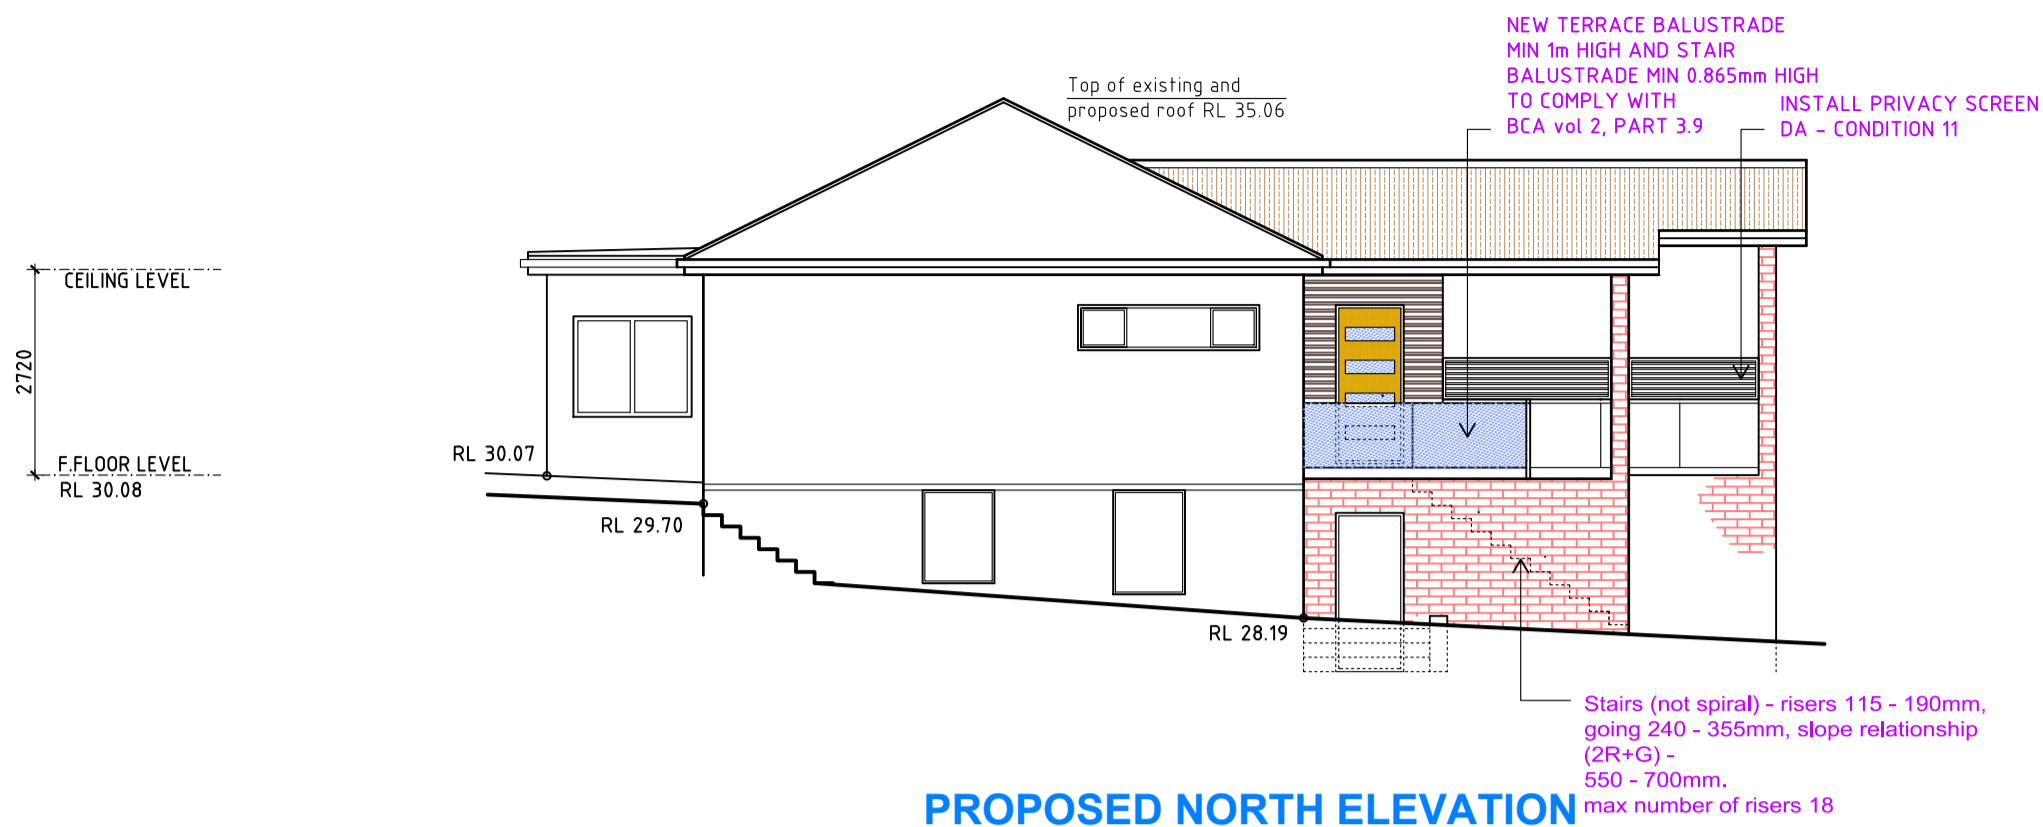 NEW TERRACE BALUSTRADE
MIN 1m HIGH AND STAIR
BALUSTRADE MIN 0.865mm HIGH
TO COMPLY WITH
BCA vol 2, PART 3.9
INSTALL PRIVACY SCREEN
DA - CONDITION 11
Top of existing and
proposed roof RL 35.06
CEILING LEVEL
2720
F.FLOOR LEVEL
RL 30.08
RL 30.07
RL 29.70
RL 28.19
Stairs (not spiral) - risers 115 - 190mm,
going 240 - 355mm, slope relationship
(2R+G) -
550 - 700mm.
max number of risers 18
PROPOSED NORTH ELEVATION